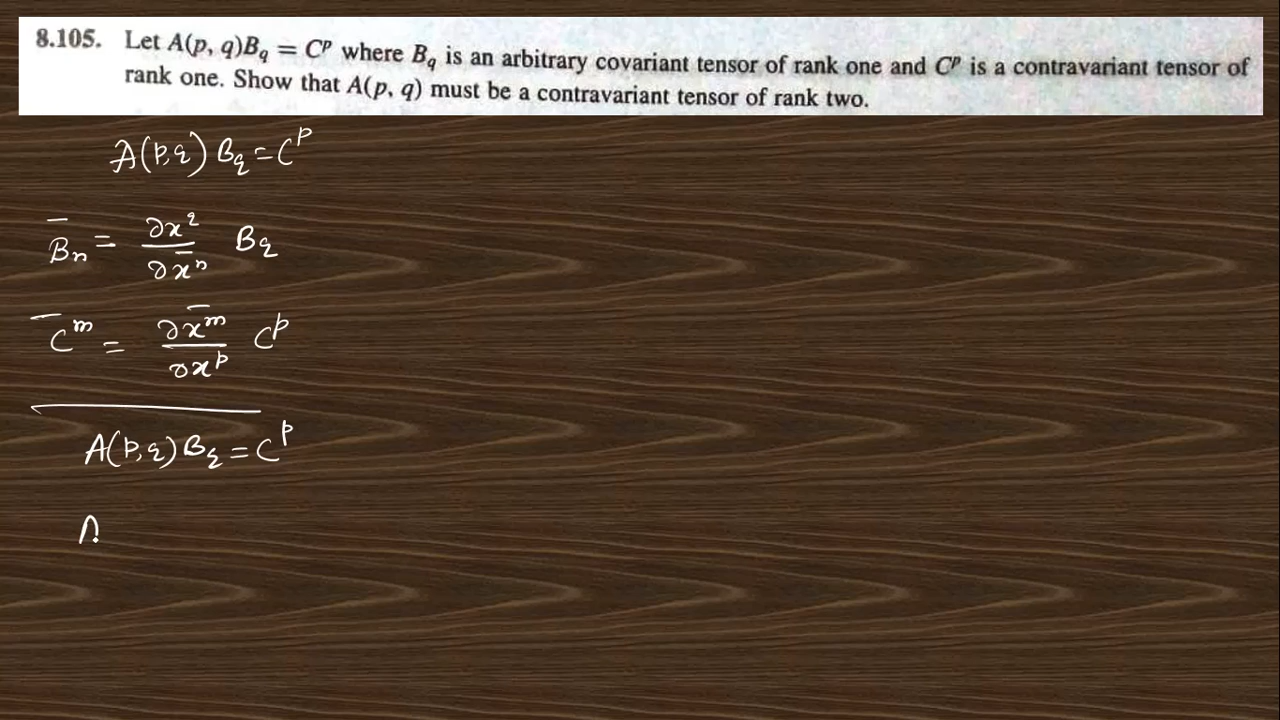 8.105. Let A(p, q)B_q = C^p where B_q is an arbitrary covariant tensor of rank one and C^p is a contravariant tensor of
rank one. Show that A(p, q) must be a contravariant tensor of rank two.
A(p,q) B_q = C^p
B̄_n = ∂x^q/∂x̄^n B_q
C̄^m = ∂x̄^m/∂x^p C^p
A(p,q) B_q = C^p